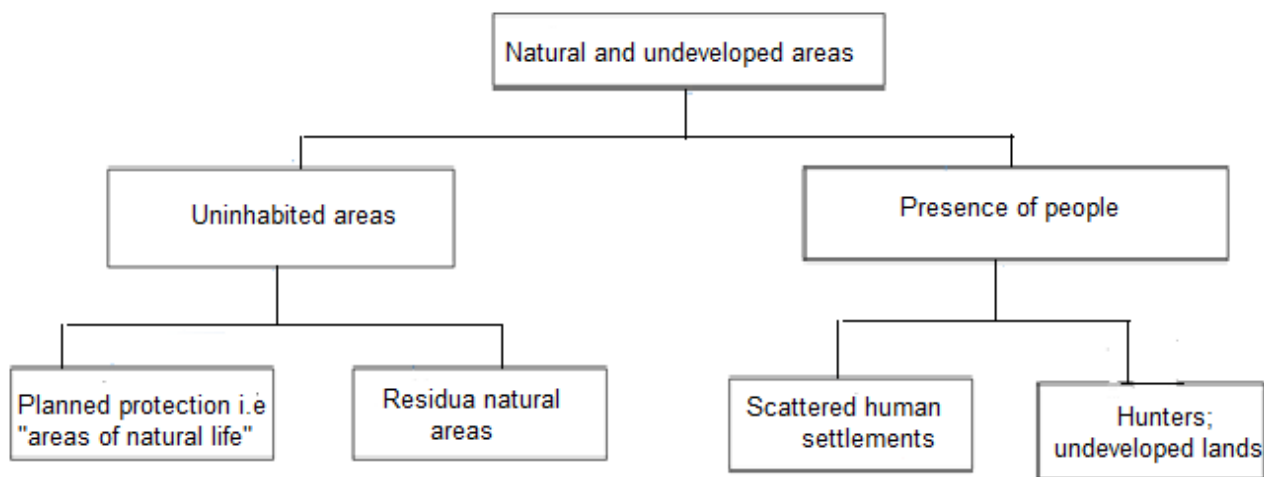 Natural and undeveloped areas
Uninhabited areas
Presence of people
Planned protection i.e
"areas of natural life"
Residua natural
areas
Scattered human
settlements
Hunters;
undeveloped lands